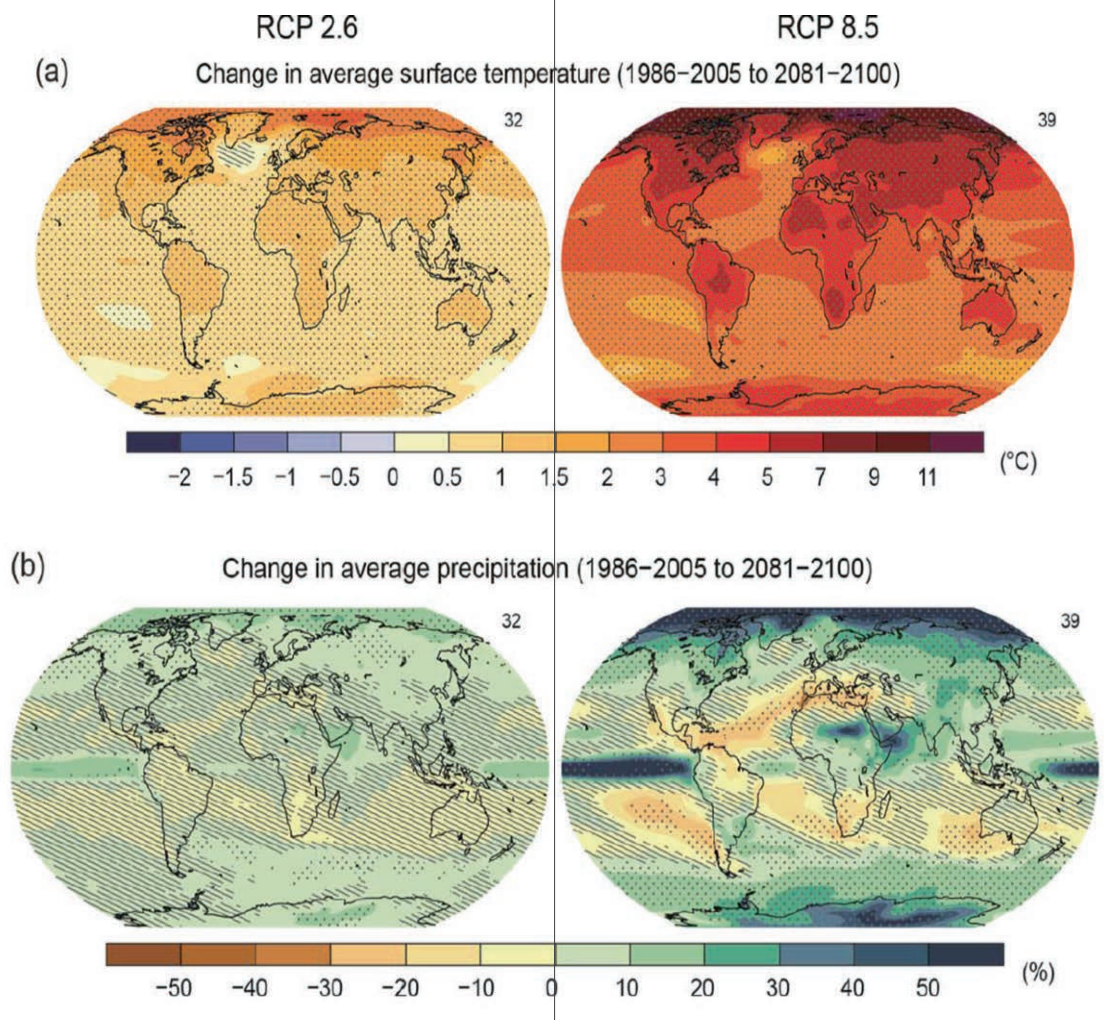 RCP 2.6 RCP 8.5
(a) Change in average surface temperature (1986−2005 to 2081−2100)
32 39
−2 −1.5 −1 −0.5 0 0.5 1 1.5 2 3 4 5 7 9 11 (°C)
(b) Change in average precipitation (1986−2005 to 2081−2100)
32 39
−50 −40 −30 −20 −10 0 10 20 30 40 50 (%)